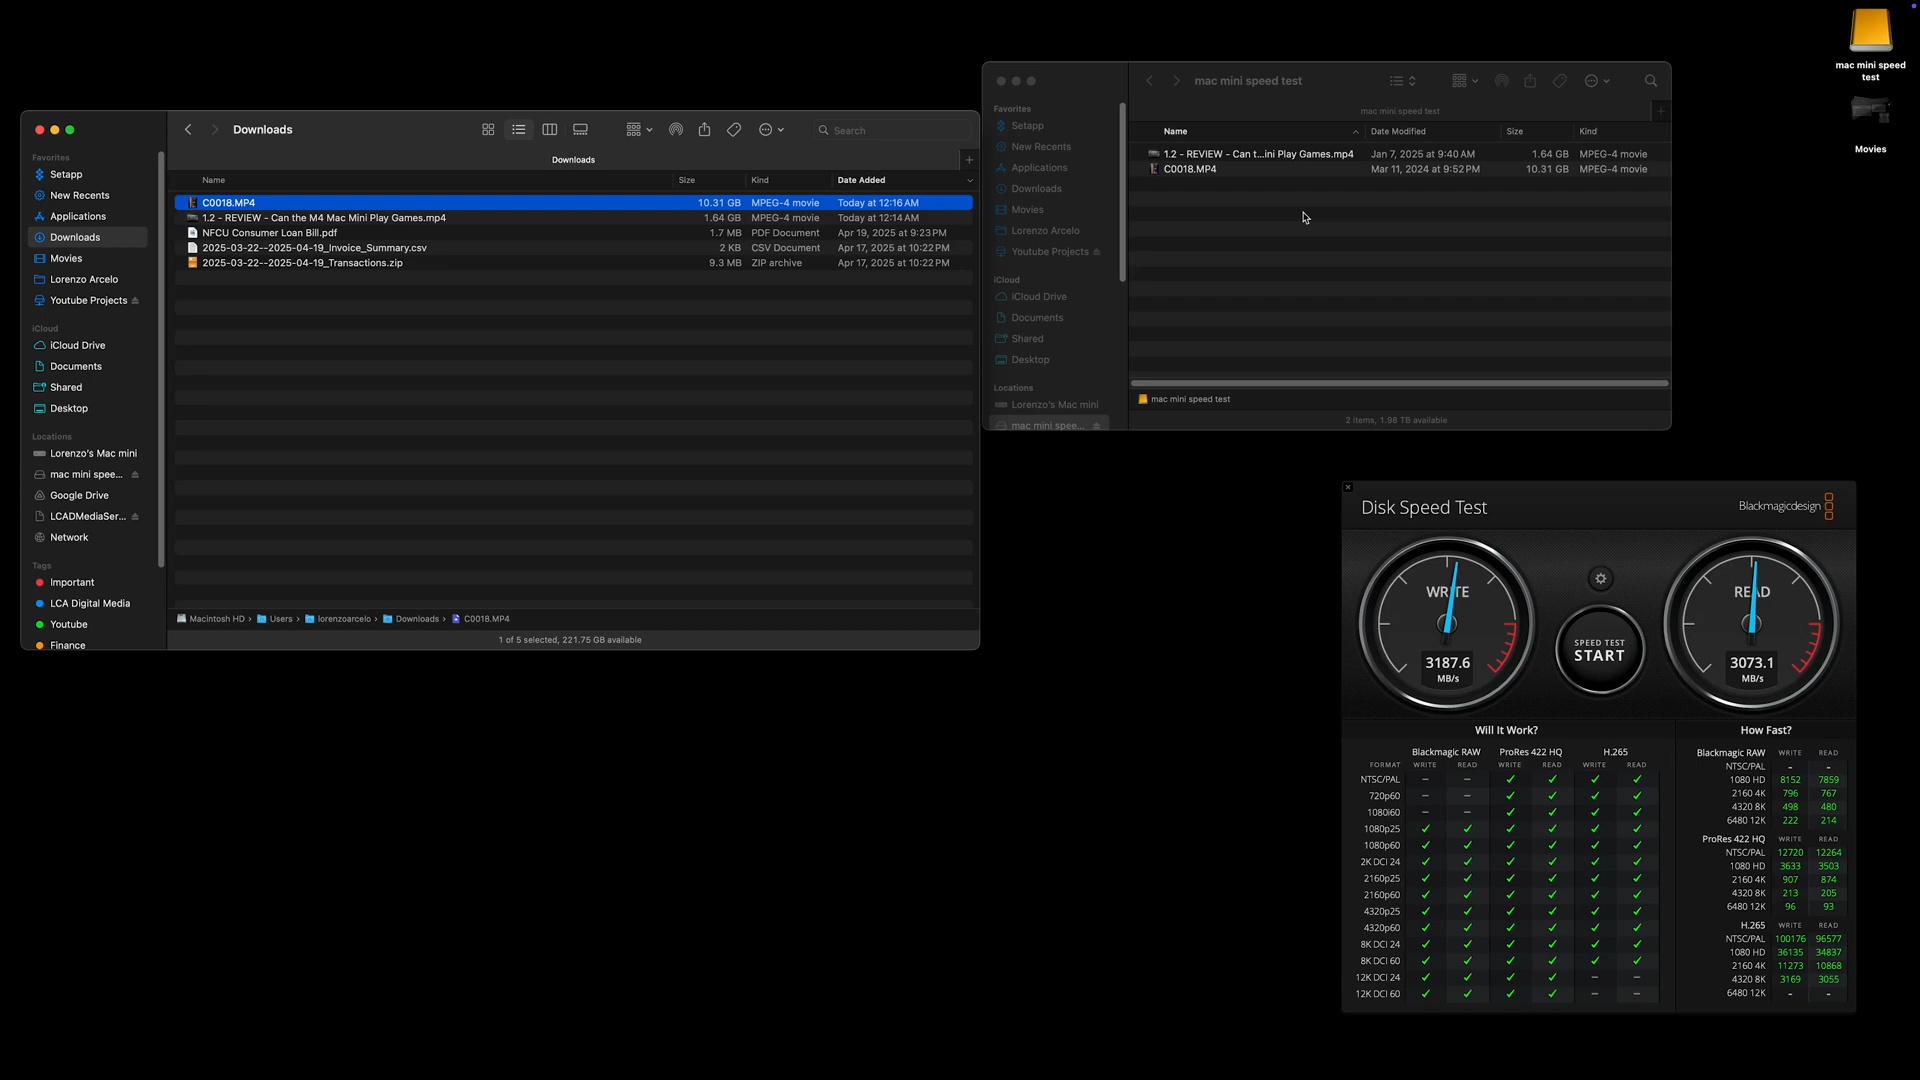 mac mini speed
test
Movies
Downloads
Search
Downloads
Favorites
Setapp
New Recents
Applications
Downloads
Movies
Lorenzo Arcelo
Youtube Projects
iCloud
iCloud Drive
Documents
Shared
Desktop
Locations
Lorenzo's Mac mini
mac mini spee...
Google Drive
LCADMediaSer...
Network
Tags
Important
LCA Digital Media
Youtube
Finance
Name Size Kind Date Added
C0018.MP4 10.31 GB MPEG-4 movie Today at 12:16 AM
1.2 - REVIEW - Can the M4 Mac Mini Play Games.mp4 1.64 GB MPEG-4 movie Today at 12:14 AM
NFCU Consumer Loan Bill.pdf 1.7 MB PDF Document Apr 19, 2025 at 9:23 PM
2025-03-22--2025-04-19_Invoice_Summary.csv 2 KB CSV Document Apr 17, 2025 at 10:22 PM
2025-03-22--2025-04-19_Transactions.zip 9.3 MB ZIP archive Apr 17, 2025 at 10:22 PM
Macintosh HD › Users › lorenzoarcelo › Downloads › C0018.MP4
1 of 5 selected, 221.75 GB available
mac mini speed test
mac mini speed test
Favorites
Setapp
New Recents
Applications
Downloads
Movies
Lorenzo Arcelo
Youtube Projects
iCloud
iCloud Drive
Documents
Shared
Desktop
Locations
Lorenzo's Mac mini
mac mini spee...
Name Date Modified Size Kind
1.2 - REVIEW - Can t...ini Play Games.mp4 Jan 7, 2025 at 9:40 AM 1.64 GB MPEG-4 movie
C0018.MP4 Mar 11, 2024 at 9:52 PM 10.31 GB MPEG-4 movie
mac mini speed test
2 items, 1.98 TB available
Disk Speed Test
Blackmagicdesign
WRITE
3187.6
MB/s
SPEED TEST
START
READ
3073.1
MB/s
Will It Work?
Blackmagic RAW ProRes 422 HQ H.265
FORMAT WRITE READ WRITE READ WRITE READ
NTSC/PAL – – ✓ ✓ ✓ ✓
720p60 – – ✓ ✓ ✓ ✓
1080i60 – – ✓ ✓ ✓ ✓
1080p25 ✓ ✓ ✓ ✓ ✓ ✓
1080p60 ✓ ✓ ✓ ✓ ✓ ✓
2K DCI 24 ✓ ✓ ✓ ✓ ✓ ✓
2160p25 ✓ ✓ ✓ ✓ ✓ ✓
2160p60 ✓ ✓ ✓ ✓ ✓ ✓
4320p25 ✓ ✓ ✓ ✓ ✓ ✓
4320p60 ✓ ✓ ✓ ✓ ✓ ✓
8K DCI 24 ✓ ✓ ✓ ✓ ✓ ✓
8K DCI 60 ✓ ✓ ✓ ✓ ✓ ✓
12K DCI 24 ✓ ✓ ✓ ✓ – –
12K DCI 60 ✓ ✓ ✓ ✓ – –
How Fast?
Blackmagic RAW WRITE READ
NTSC/PAL - -
1080 HD 8152 7859
2160 4K 796 767
4320 8K 498 480
6480 12K 222 214
ProRes 422 HQ WRITE READ
NTSC/PAL 12720 12264
1080 HD 3633 3503
2160 4K 907 874
4320 8K 213 205
6480 12K 96 93
H.265 WRITE READ
NTSC/PAL 100176 96577
1080 HD 36135 34837
2160 4K 11273 10868
4320 8K 3169 3055
6480 12K - -